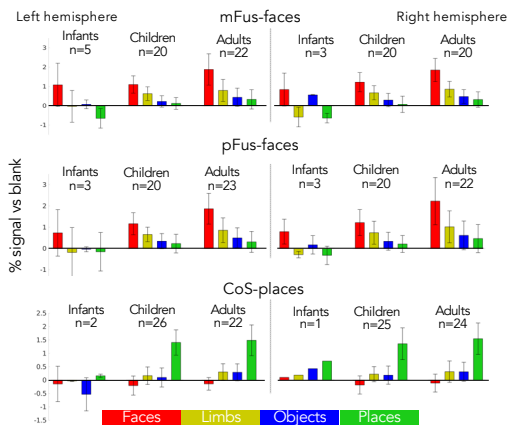 Left hemisphere mFus-faces Right hemisphere
Infants Children Adults Infants Children Adults
n=5 n=20 n=22 n=3 n=20 n=20
3
2
1
0
-1
pFus-faces
Infants Children Adults Infants Children Adults
n=3 n=20 n=23 n=3 n=20 n=22
3
2
1
0
-1
% signal vs blank
CoS-places
Infants Children Adults Infants Children Adults
n=2 n=26 n=22 n=1 n=25 n=24
2.5
2
1.5
1
0.5
0
-0.5
-1
-1.5
Faces Limbs Objects Places